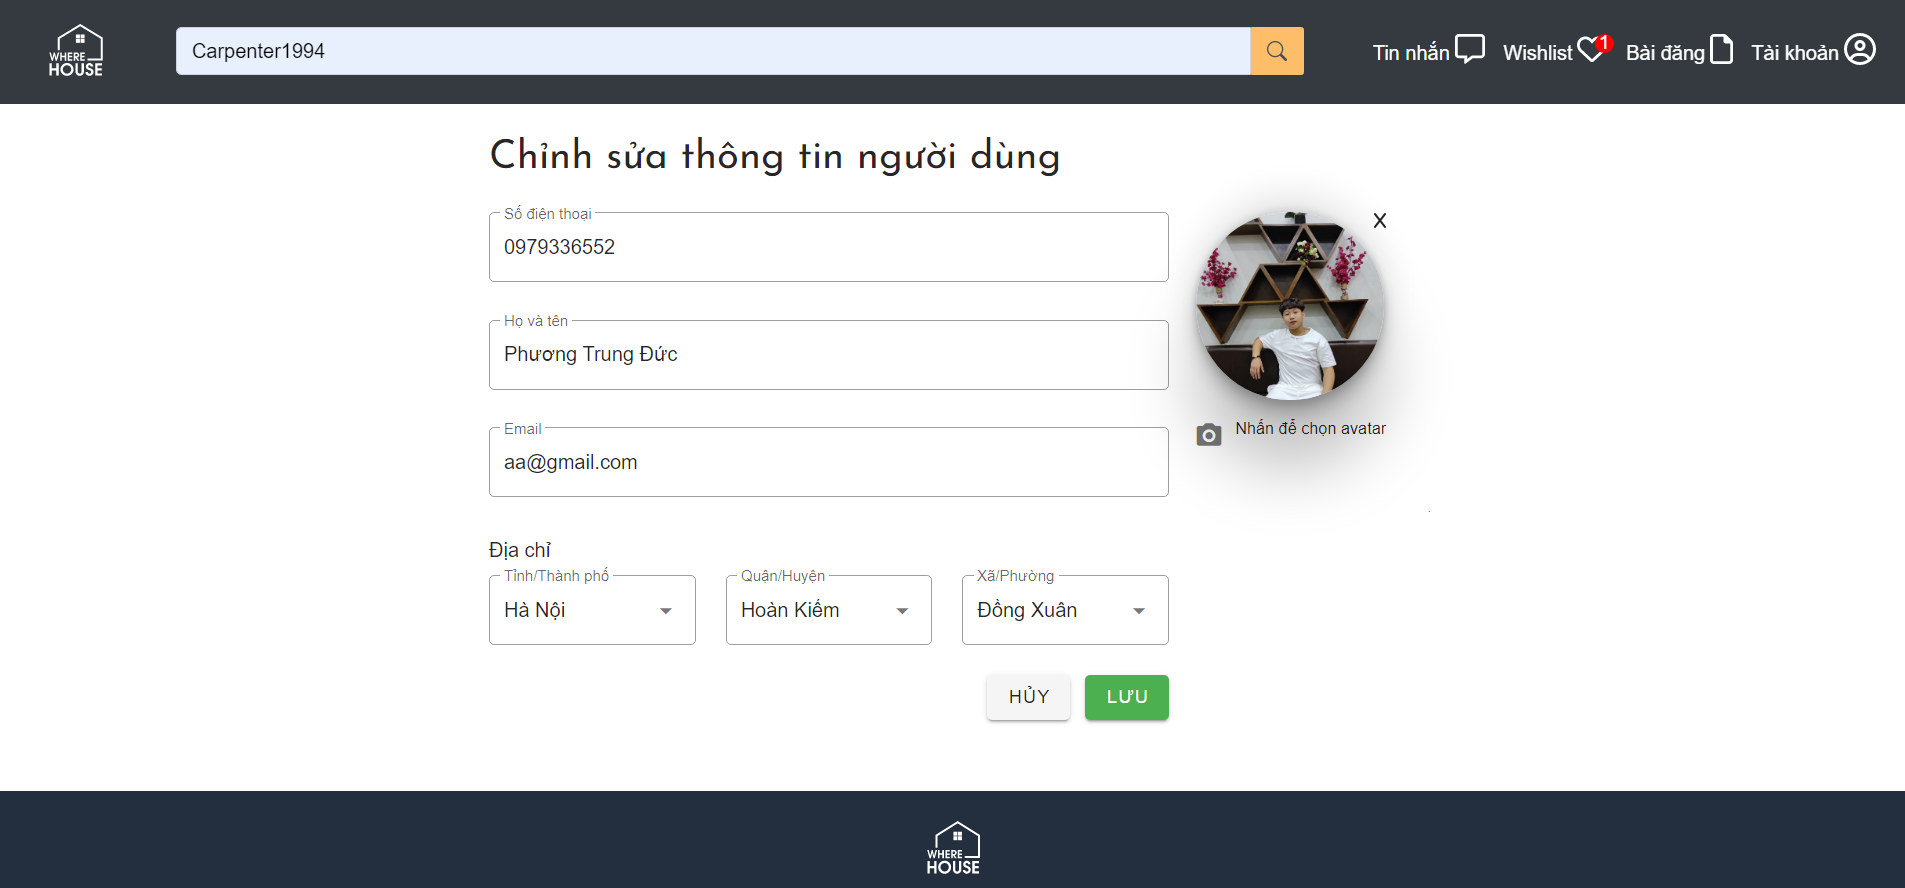 WHERE
HOUSE
Carpenter1994
Tin nhắn
Wishlist
1
Bài đăng
Tài khoản
Chỉnh sửa thông tin người dùng
Số điện thoại
0979336552
X
Họ và tên
Phương Trung Đức
Nhấn để chọn avatar
Email
aa@gmail.com
Địa chỉ
Tỉnh/Thành phố
Hà Nội
Quận/Huyện
Hoàn Kiếm
Xã/Phường
Đồng Xuân
HỦY
LƯU
WHERE
HOUSE